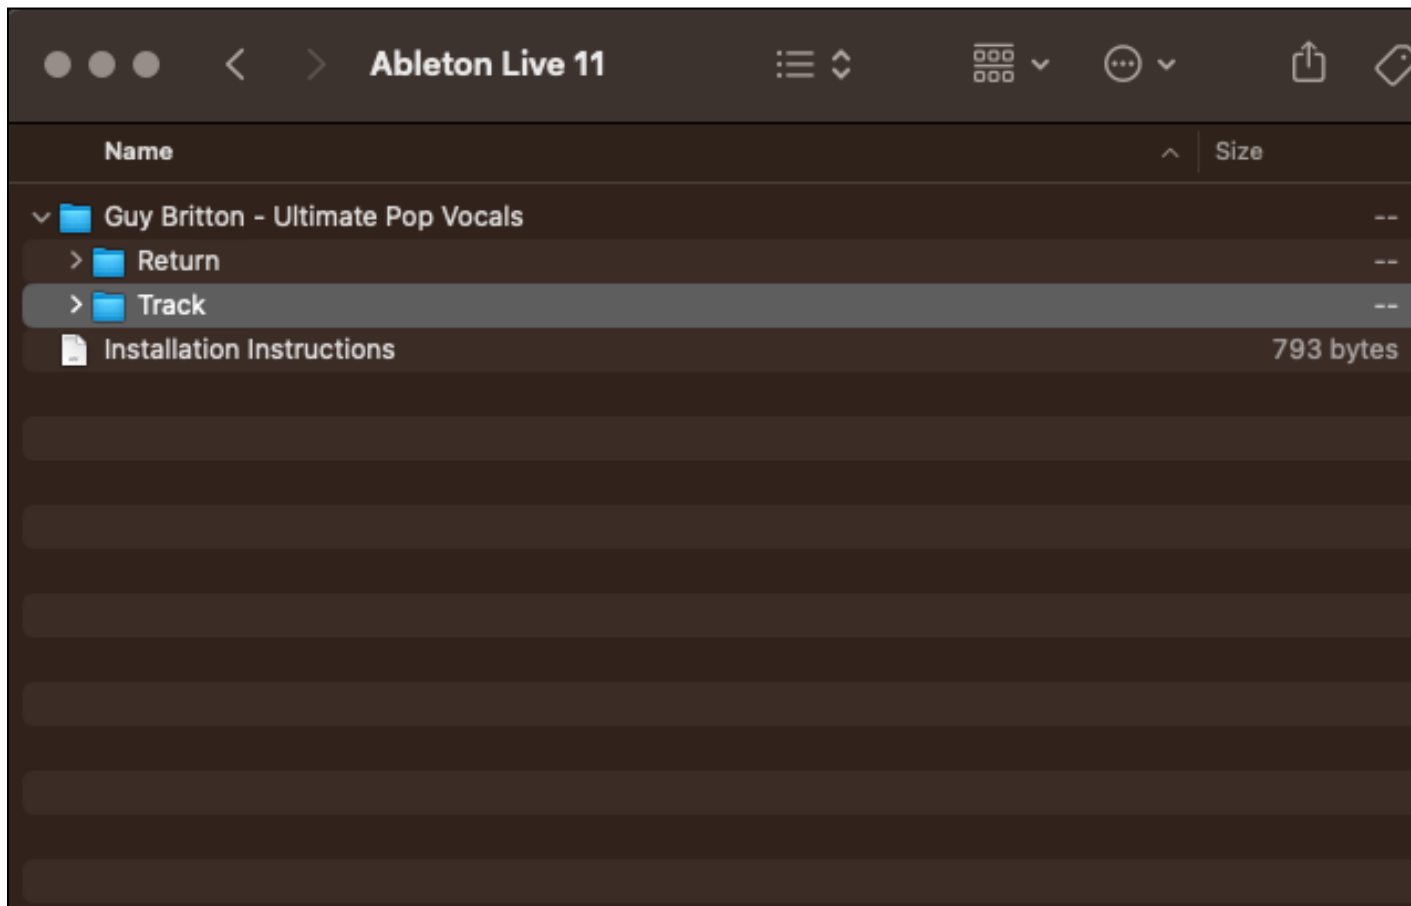 Ableton Live 11
Name Size
Guy Britton - Ultimate Pop Vocals --
Return --
Track --
Installation Instructions 793 bytes